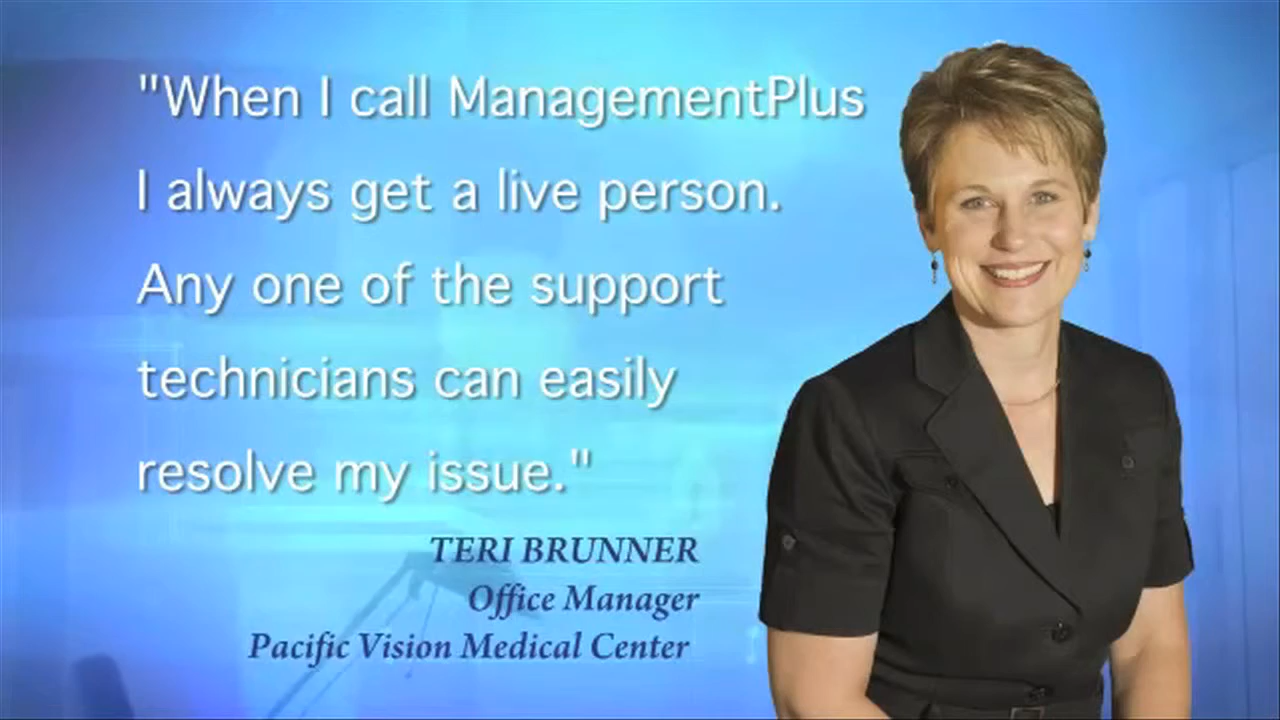 "When I call ManagementPlus
I always get a live person.
Any one of the support
technicians can easily
resolve my issue."
TERI BRUNNER
Office Manager
Pacific Vision Medical Center